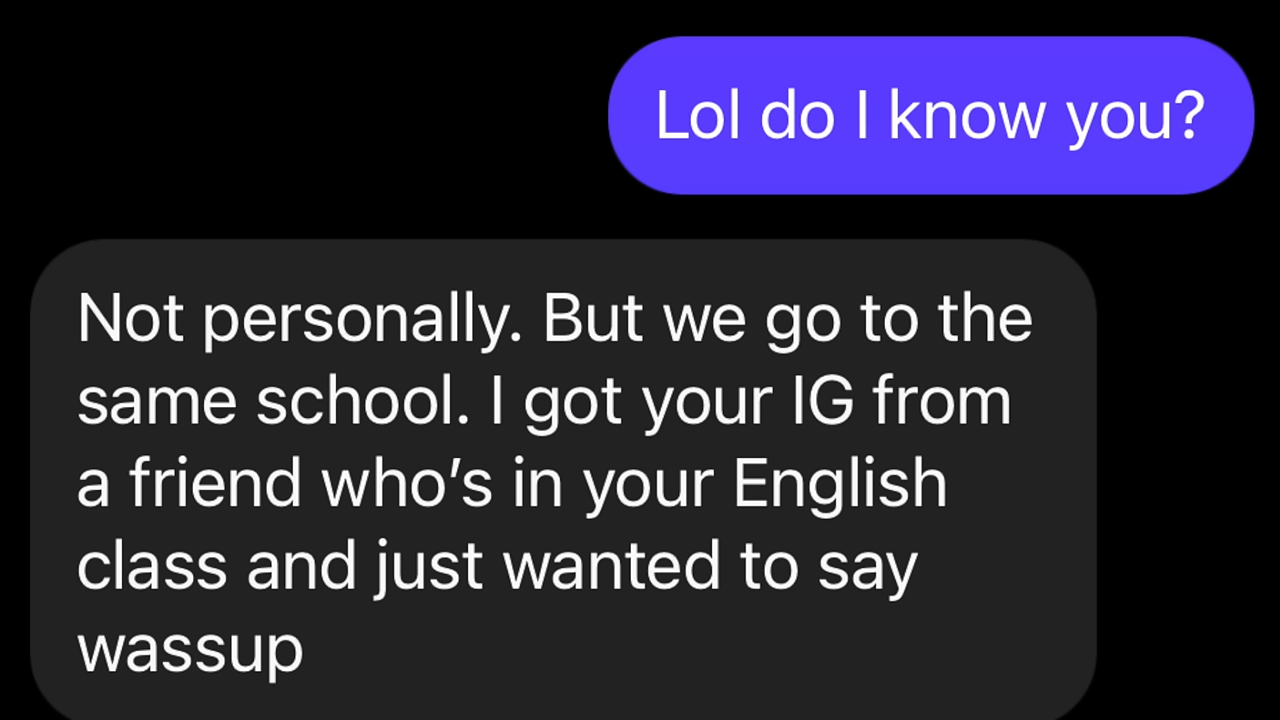 Lol do I know you?
Not personally. But we go to the
same school. I got your IG from
a friend who’s in your English
class and just wanted to say
wassup